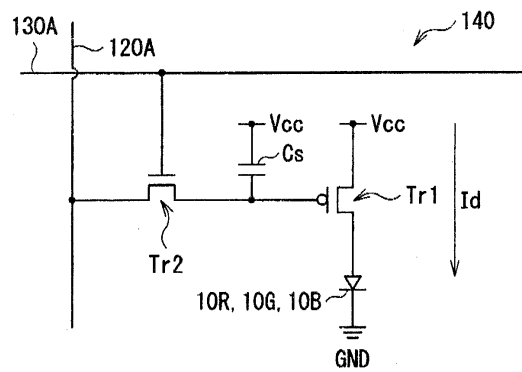 130A
120A
140
Vcc
Vcc
Cs
Tr1
Id
Tr2
10R, 10G, 10B
GND